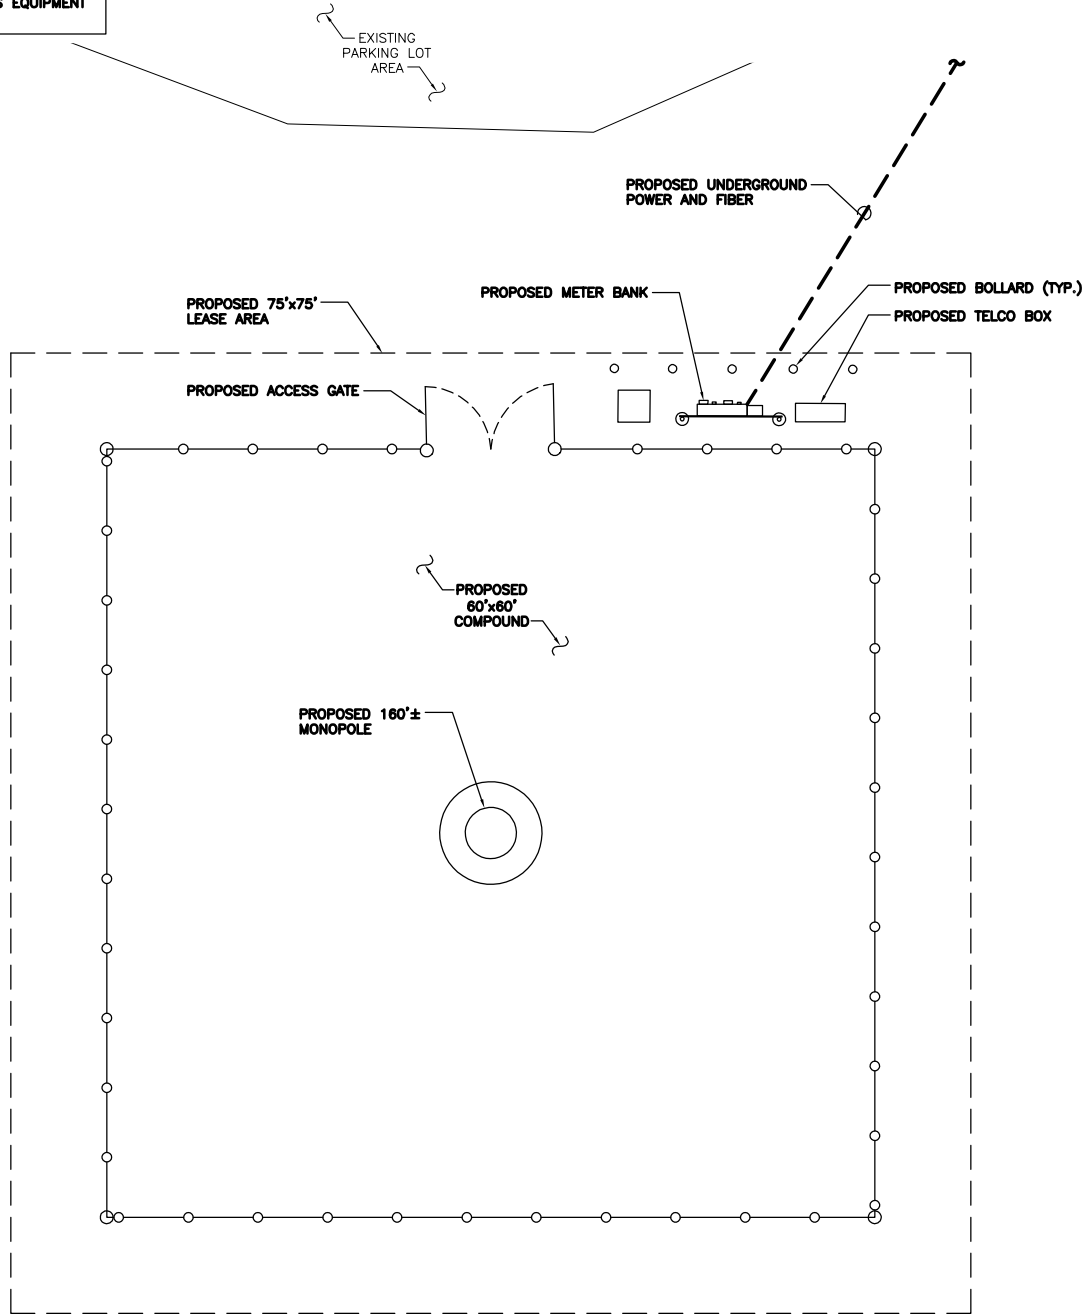 EQUIPMENT
EXISTING
PARKING LOT
AREA
PROPOSED UNDERGROUND
POWER AND FIBER
PROPOSED METER BANK
PROPOSED BOLLARD (TYP.)
PROPOSED TELCO BOX
PROPOSED 75'x75'
LEASE AREA
PROPOSED ACCESS GATE
PROPOSED
60'x60'
COMPOUND
PROPOSED 160'±
MONOPOLE